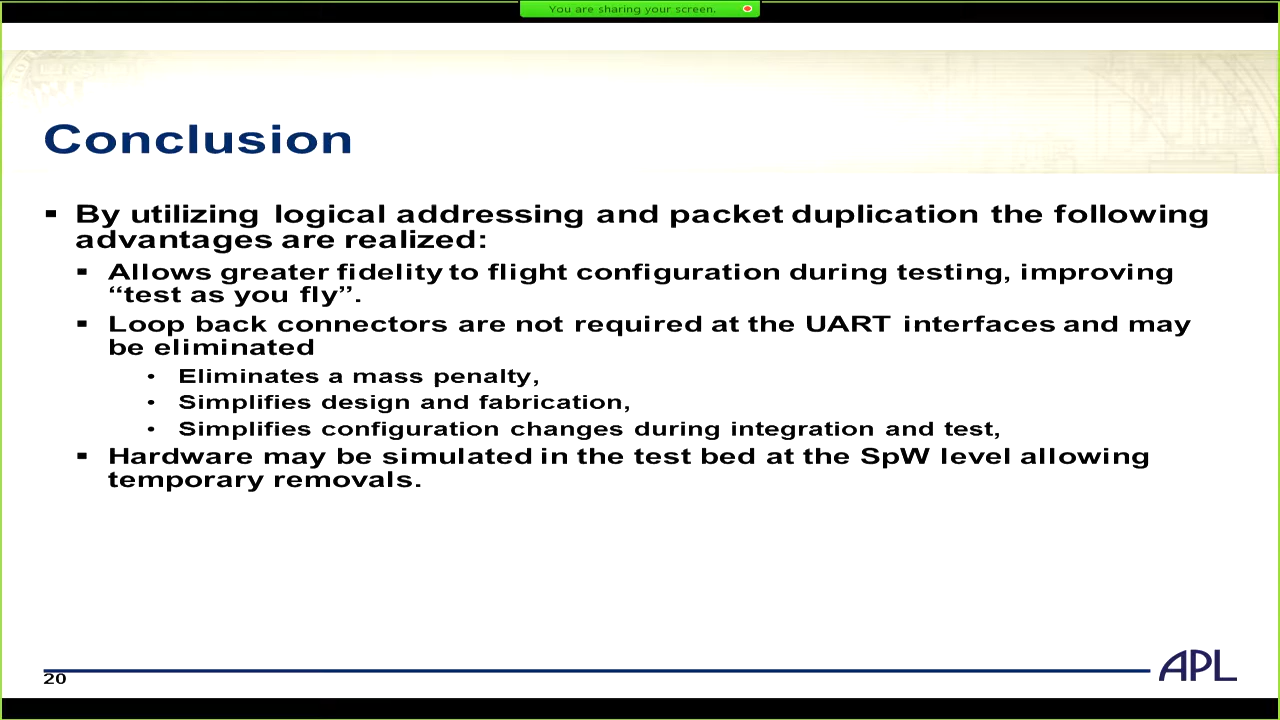 You are sharing your screen.
Conclusion
▪ By utilizing logical addressing and packet duplication the following
advantages are realized:
▪ Allows greater fidelity to flight configuration during testing, improving
“test as you fly”.
▪ Loop back connectors are not required at the UART interfaces and may
be eliminated
• Eliminates a mass penalty,
• Simplifies design and fabrication,
• Simplifies configuration changes during integration and test,
▪ Hardware may be simulated in the test bed at the SpW level allowing
temporary removals.
20
APL